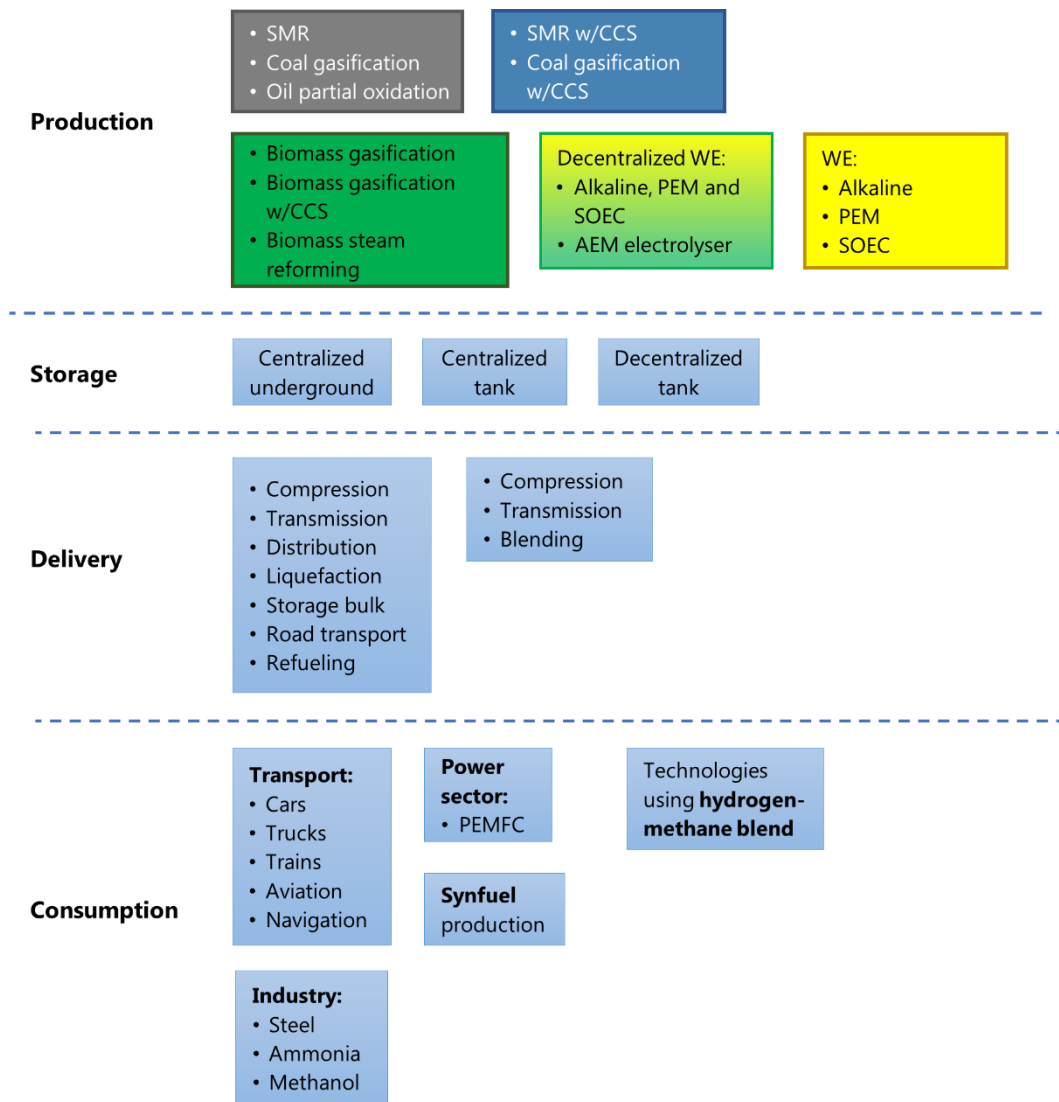 Production
• SMR
• Coal gasification
• Oil partial oxidation
• SMR w/CCS
• Coal gasification
w/CCS
• Biomass gasification
• Biomass gasification
w/CCS
• Biomass steam
reforming
Decentralized WE:
• Alkaline, PEM and
SOEC
• AEM electrolyser
WE:
• Alkaline
• PEM
• SOEC
Storage
Centralized
underground
Centralized
tank
Decentralized
tank
Delivery
• Compression
• Transmission
• Distribution
• Liquefaction
• Storage bulk
• Road transport
• Refueling
• Compression
• Transmission
• Blending
Consumption
Transport:
• Cars
• Trucks
• Trains
• Aviation
• Navigation
Power
sector:
• PEMFC
Technologies
using hydrogen-
methane blend
Synfuel
production
Industry:
• Steel
• Ammonia
• Methanol